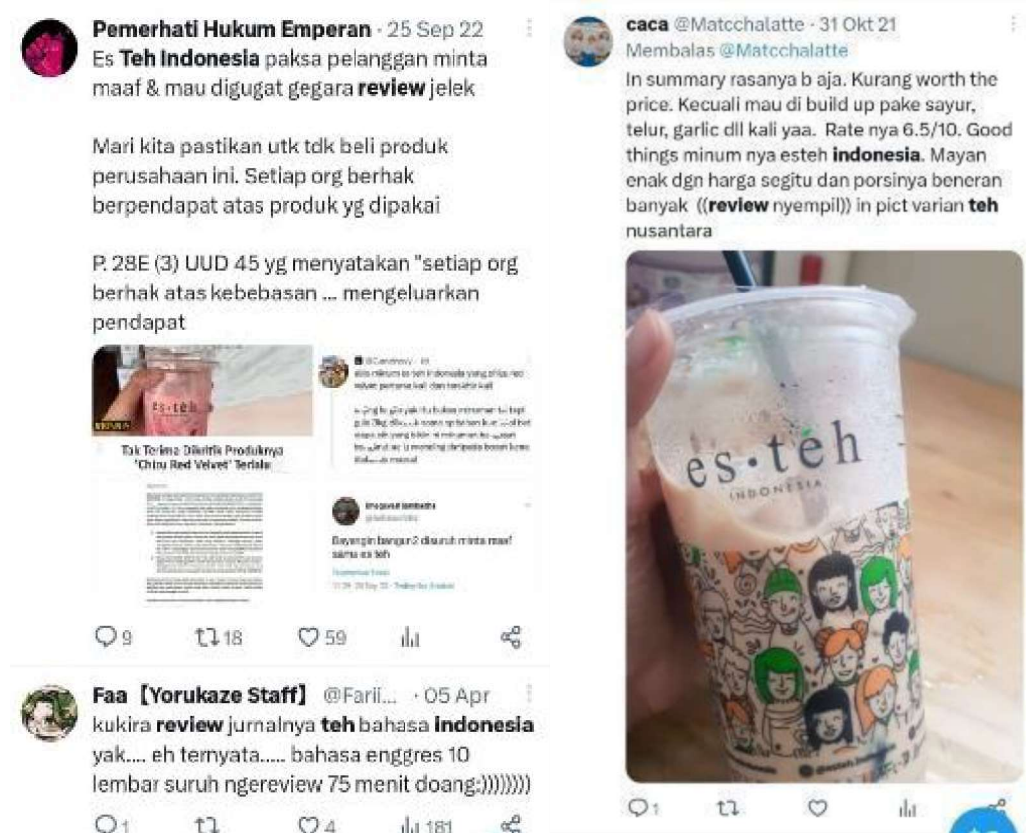 Pemerhati Hukum Emperan · 25 Sep 22
Es Teh Indonesia paksa pelanggan minta
maaf & mau digugat gegara review jelek
Mari kita pastikan utk tdk beli produk
perusahaan ini. Setiap org berhak
berpendapat atas produk yg dipakai
P. 28E (3) UUD 45 yg menyatakan "setiap org
berhak atas kebebasan ... mengeluarkan
pendapat
es·teh
Tak Terima Dikritik Produknya
'Chizu Red Velvet' Terlalu
Bayangin bangun2 disuruh minta maaf
sama es teh
9 18 59
Faa【Yorukaze Staff】 @Farii... · 05 Apr
kukira review jurnalnya teh bahasa indonesia
yak.... eh ternyata..... bahasa enggres 10
lembar suruh ngereview 75 menit doang:))))))))
1 4 181
caca @Matcchalatte · 31 Okt 21
Membalas @Matcchalatte
In summary rasanya b aja. Kurang worth the
price. Kecuali mau di build up pake sayur,
telur, garlic dll kali yaa. Rate nya 6.5/10. Good
things minum nya esteh indonesia. Mayan
enak dgn harga segitu dan porsinya beneran
banyak ((review nyempil)) in pict varian teh
nusantara
es·teh
INDONESIA
1